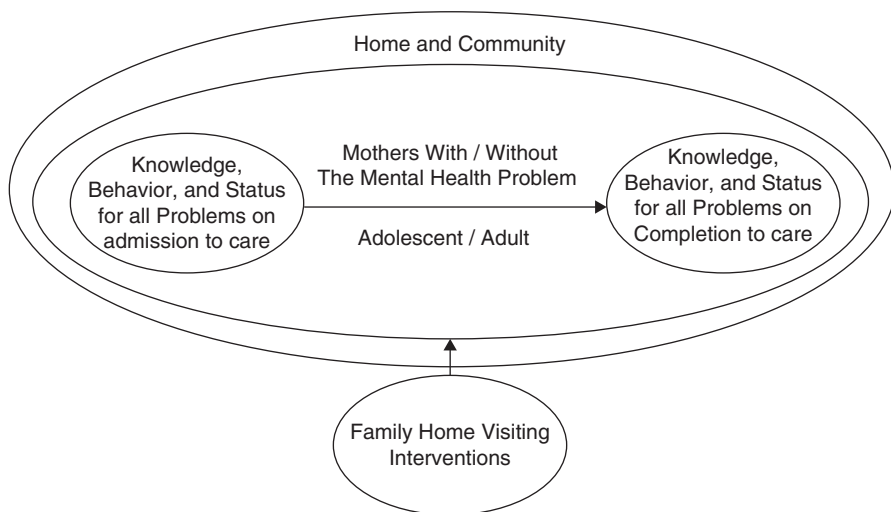 Home and Community
Knowledge,
Behavior, and Status
for all Problems on
admission to care
Mothers With / Without
The Mental Health Problem
Adolescent / Adult
Knowledge,
Behavior, and Status
for all Problems on
Completion to care
Family Home Visiting
Interventions